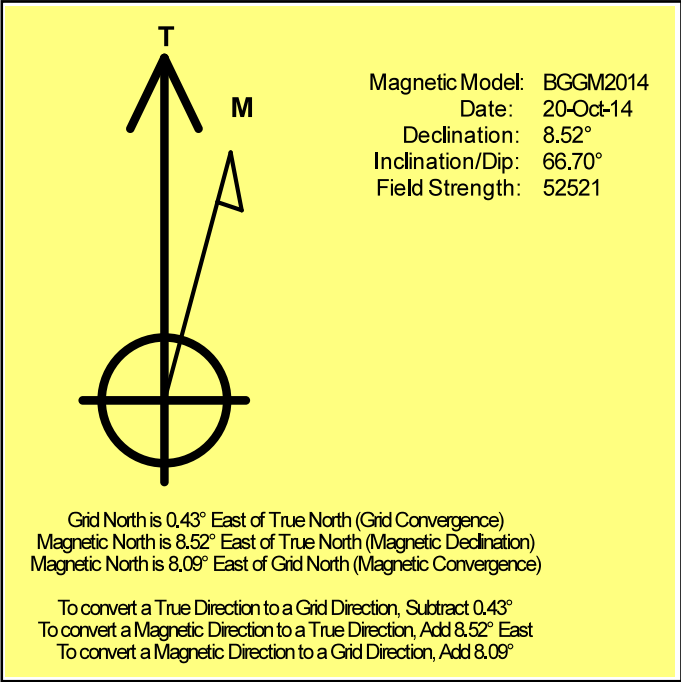 T
M
Magnetic Model: BGGM2014
Date: 20-Oct-14
Declination: 8.52°
Inclination/Dip: 66.70°
Field Strength: 52521
Grid North is 0.43° East of True North (Grid Convergence)
Magnetic North is 8.52° East of True North (Magnetic Declination)
Magnetic North is 8.09° East of Grid North (Magnetic Convergence)
To convert a True Direction to a Grid Direction, Subtract 0.43°
To convert a Magnetic Direction to a True Direction, Add 8.52° East
To convert a Magnetic Direction to a Grid Direction, Add 8.09°